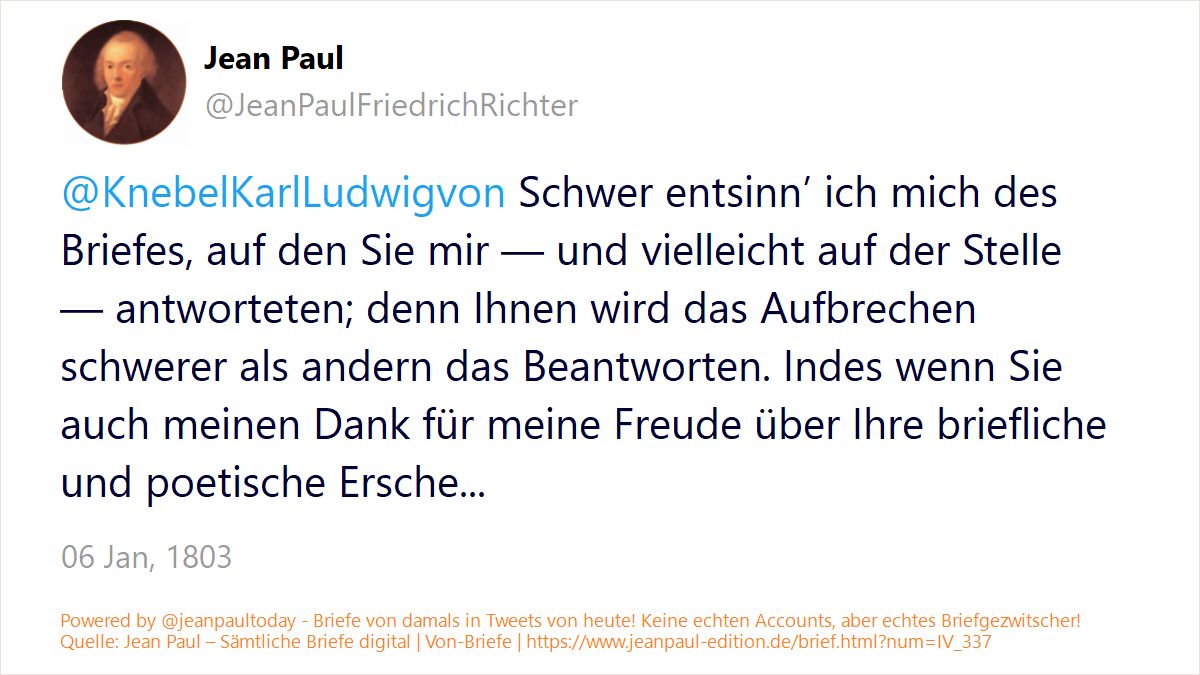 Jean Paul
@JeanPaulFriedrichRichter
@KnebelKarlLudwigvon Schwer entsinn’ ich mich des
Briefes, auf den Sie mir — und vielleicht auf der Stelle
— antworteten; denn Ihnen wird das Aufbrechen
schwerer als andern das Beantworten. Indes wenn Sie
auch meinen Dank für meine Freude über Ihre briefliche
und poetische Ersche...
06 Jan, 1803
Powered by @jeanpaultoday - Briefe von damals in Tweets von heute! Keine echten Accounts, aber echtes Briefgezwitscher!
Quelle: Jean Paul – Sämtliche Briefe digital | Von-Briefe | https://www.jeanpaul-edition.de/brief.html?num=IV_337